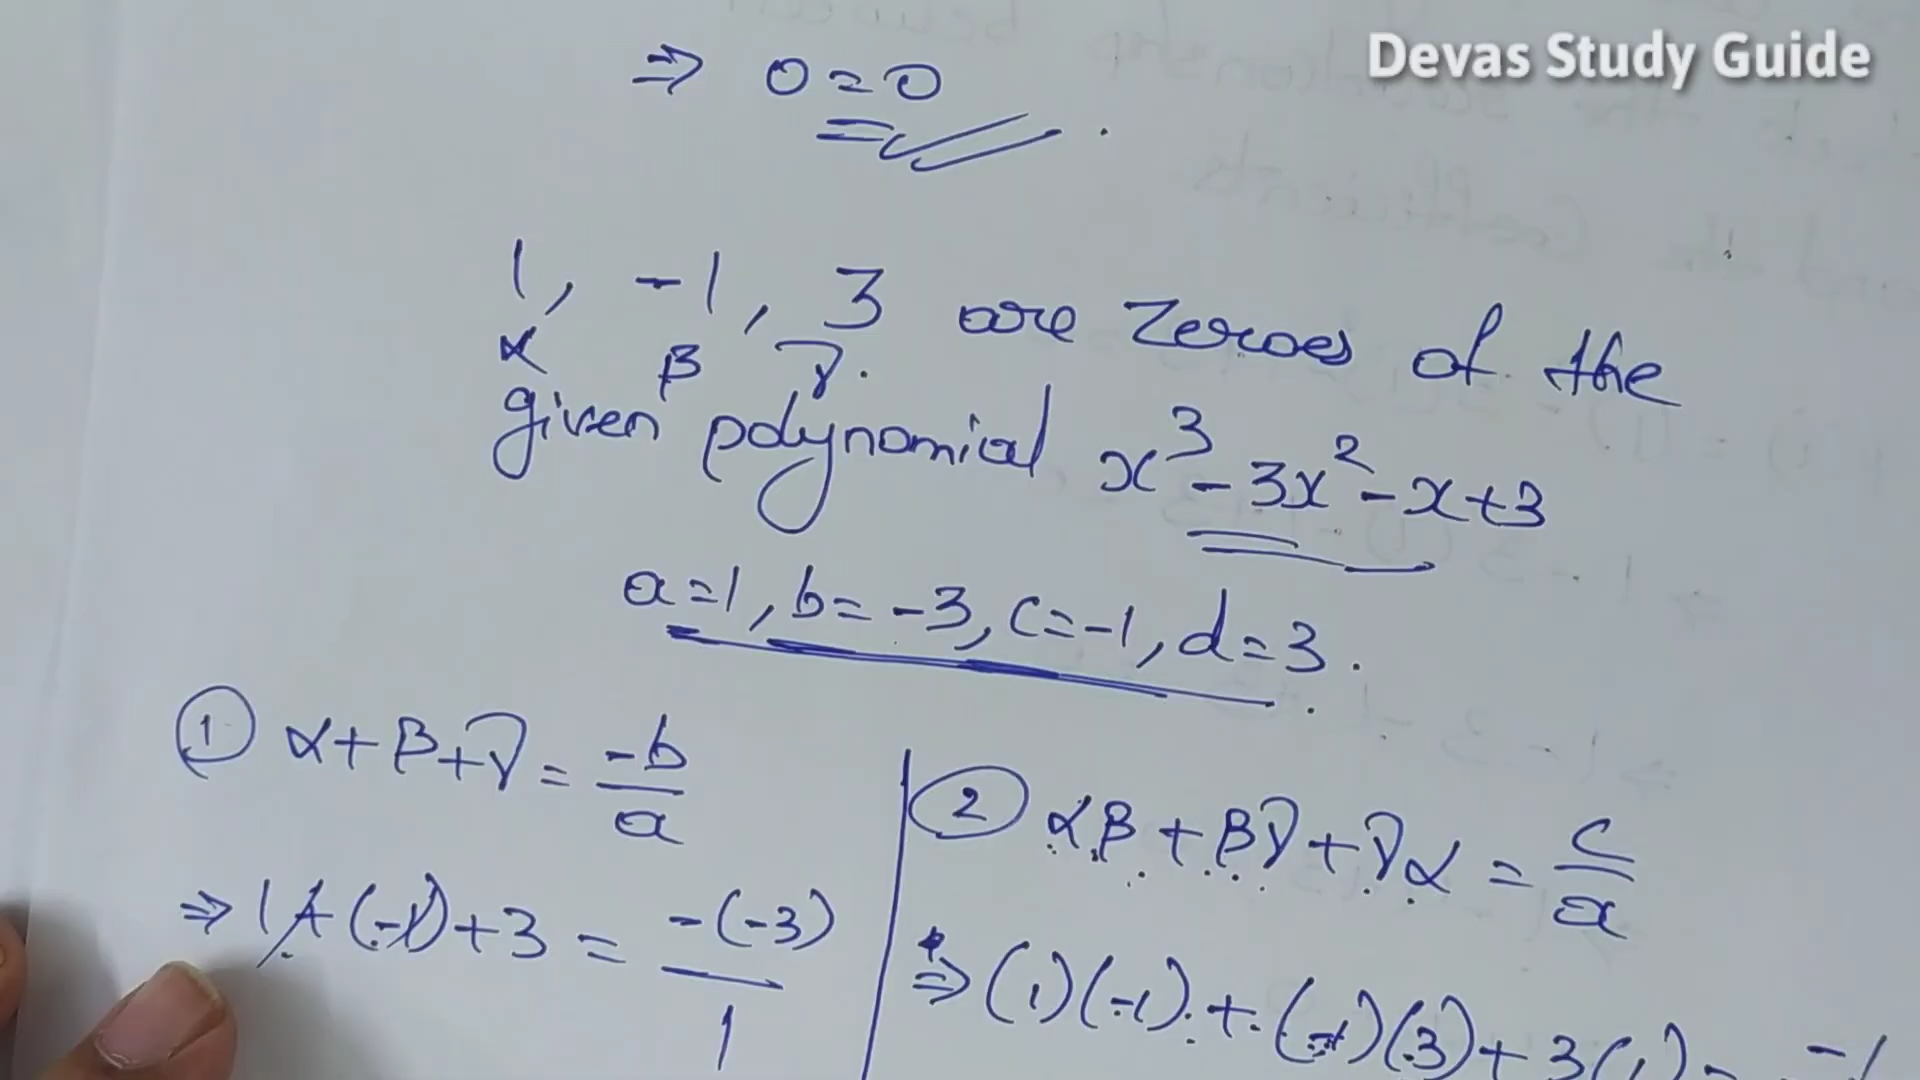 Devas Study Guide
⇒ 0=0
1, -1, 3 are Zeroes of the
α β γ.
given polynomial x³-3x²-x+3
a=1, b=-3, c=-1, d=3.
① α+β+γ = -b/a
⇒ 1+(-1)+3 = -(-3)/1
② αβ+βγ+γα = c/a
⇒ (1)(-1)+(-1)(3)+3(1) = -1